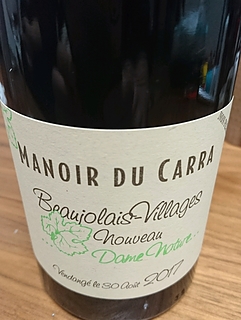 MANOIR DU CARRA
Beaujolais-Villages
Nouveau
Dame Nature...
Vendangé le 30 Août 2017